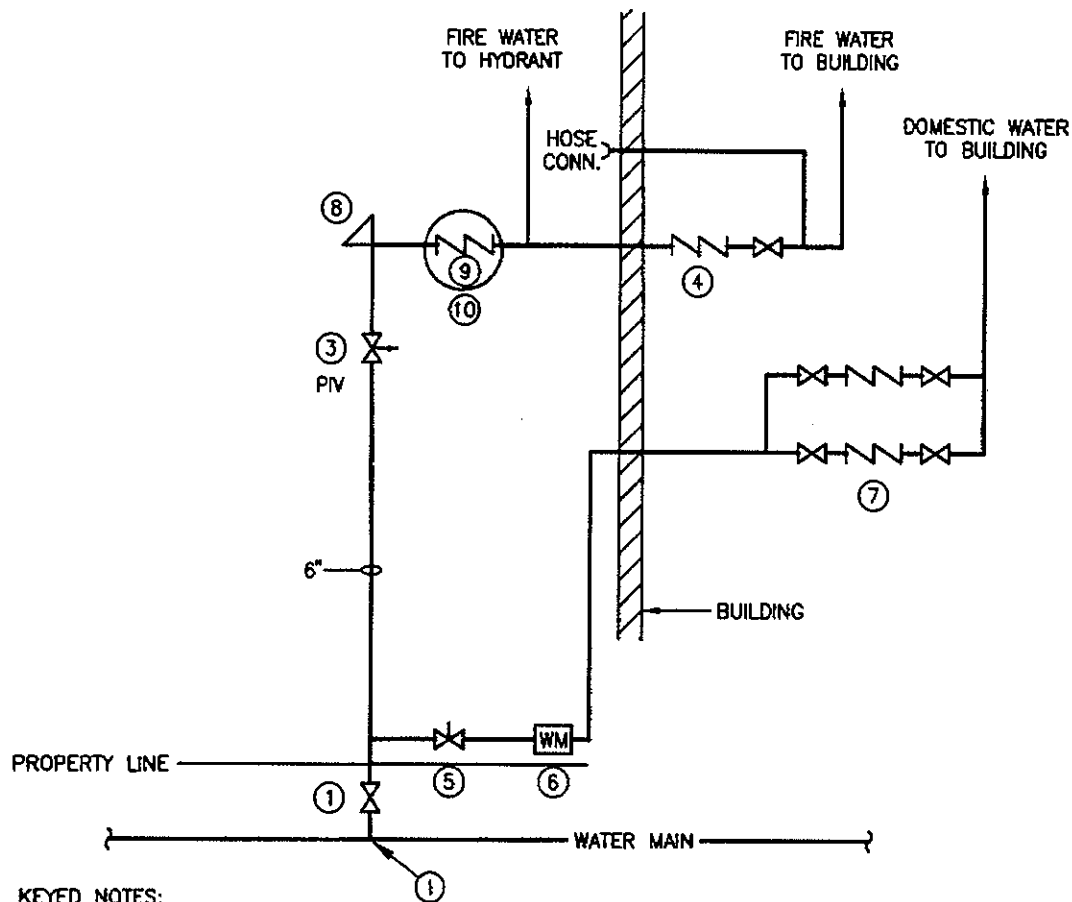 FIRE WATER
TO HYDRANT
FIRE WATER
TO BUILDING
DOMESTIC WATER
TO BUILDING
HOSE
CONN.
8
9
10
4
3
PIV
7
6"
BUILDING
WM
PROPERTY LINE
5
6
1
WATER MAIN
1
KEYED NOTES: